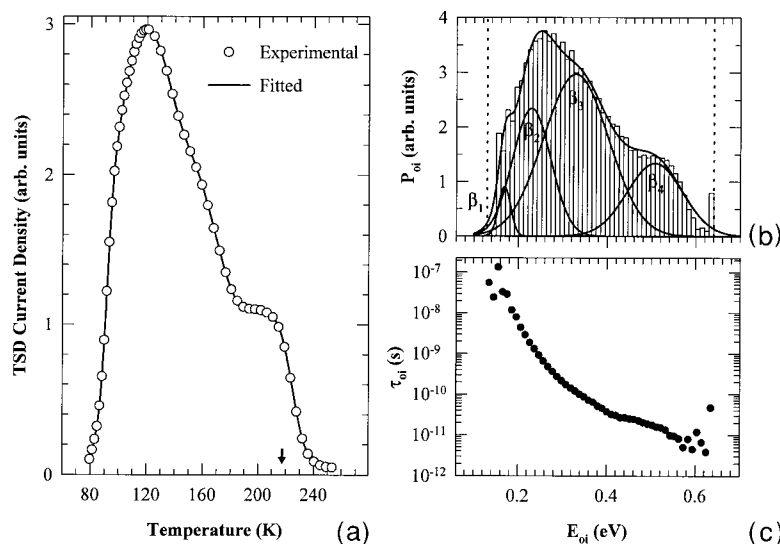 3
2
1
0
TSD Current Density (arb. units)
Experimental
Fitted
80 120 160 200 240
Temperature (K)
(a)
4
3
2
1
0
P_oi (arb. units)
β₁
β₂
β₃
β₄
(b)
10⁻⁷
10⁻⁸
10⁻⁹
10⁻¹⁰
10⁻¹¹
10⁻¹²
τ_oi (s)
0.2 0.4 0.6
E_oi (eV)
(c)